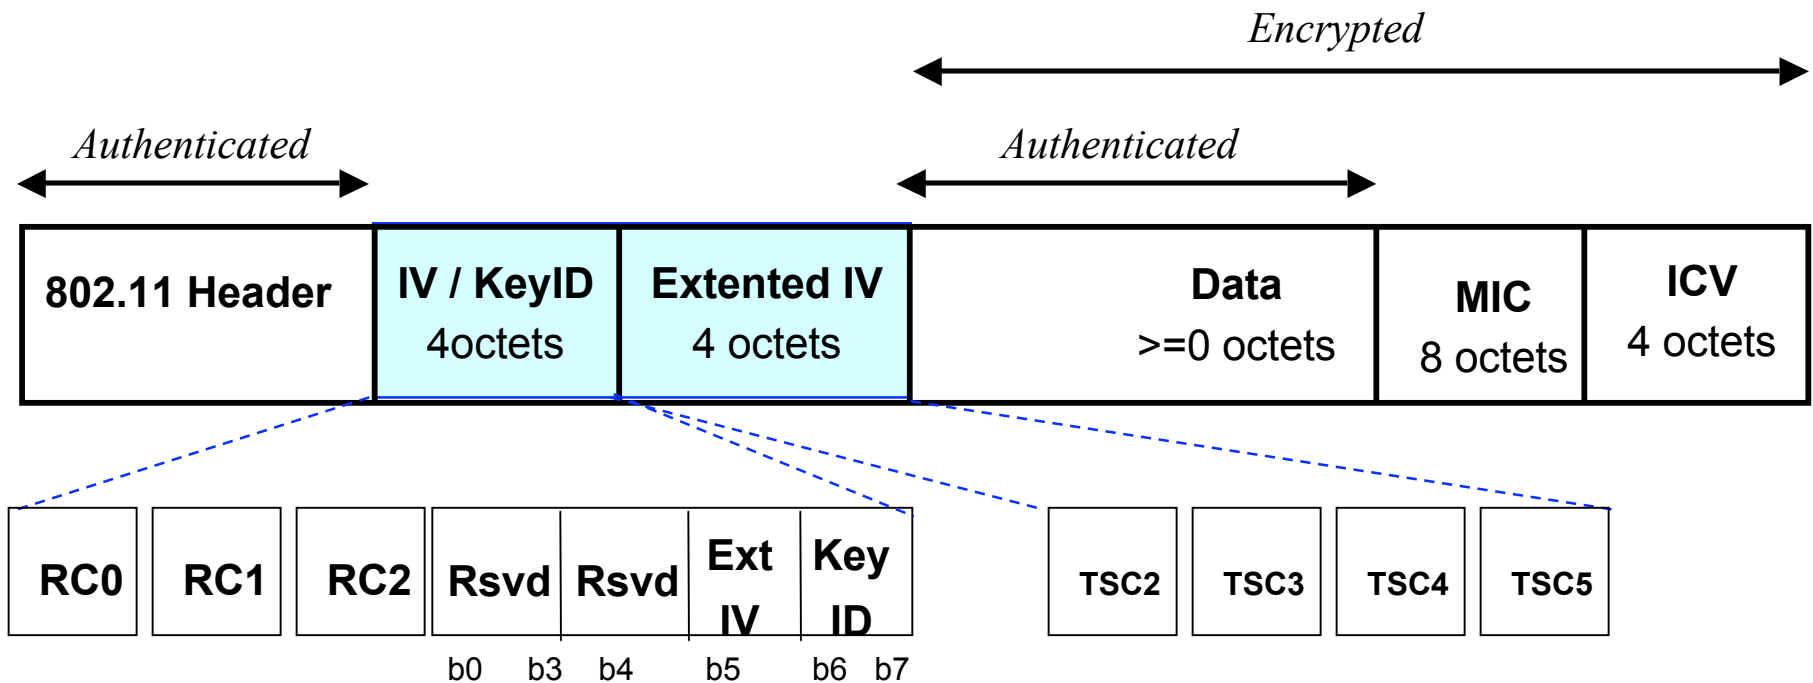 Encrypted
Authenticated
Authenticated
802.11 Header
IV / KeyID
4octets
Extented IV
4 octets
Data
>=0 octets
MIC
8 octets
ICV
4 octets
RC0
RC1
RC2
Rsvd
Rsvd
Ext
IV
Key
ID
TSC2
TSC3
TSC4
TSC5
b0
b3
b4
b5
b6
b7